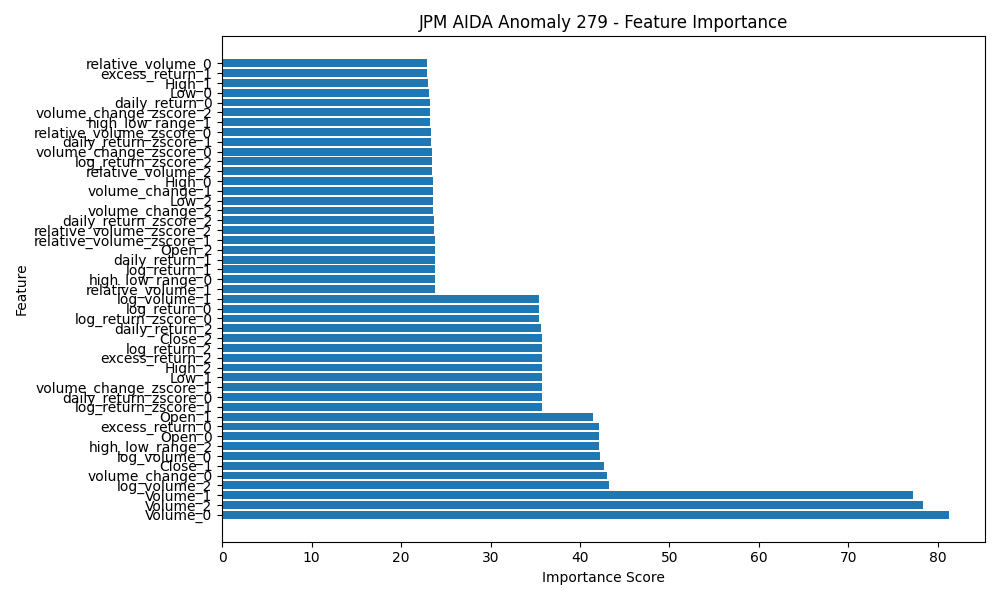 JPM AIDA Anomaly 279 - Feature Importance
relative_volume_0
excess_return_1
High_1
Low_0
daily_return_0
volume_change_zscore_2
high_low_range_1
relative_volume_zscore_0
daily_return_zscore_1
volume_change_zscore_0
log_return_zscore_2
relative_volume_2
High_0
volume_change_1
Low_2
volume_change_2
daily_return_zscore_2
relative_volume_zscore_2
relative_volume_zscore_1
Open_2
daily_return_1
log_return_1
high_low_range_0
relative_volume_1
log_volume_1
log_return_0
log_return_zscore_0
daily_return_2
Close_2
log_return_2
excess_return_2
High_2
Low_1
volume_change_zscore_1
daily_return_zscore_0
log_return_zscore_1
Open_1
excess_return_0
Open_0
high_low_range_2
log_volume_0
Close_1
volume_change_0
log_volume_2
Volume_1
Volume_2
Volume_0
Feature
0 10 20 30 40 50 60 70 80
Importance Score